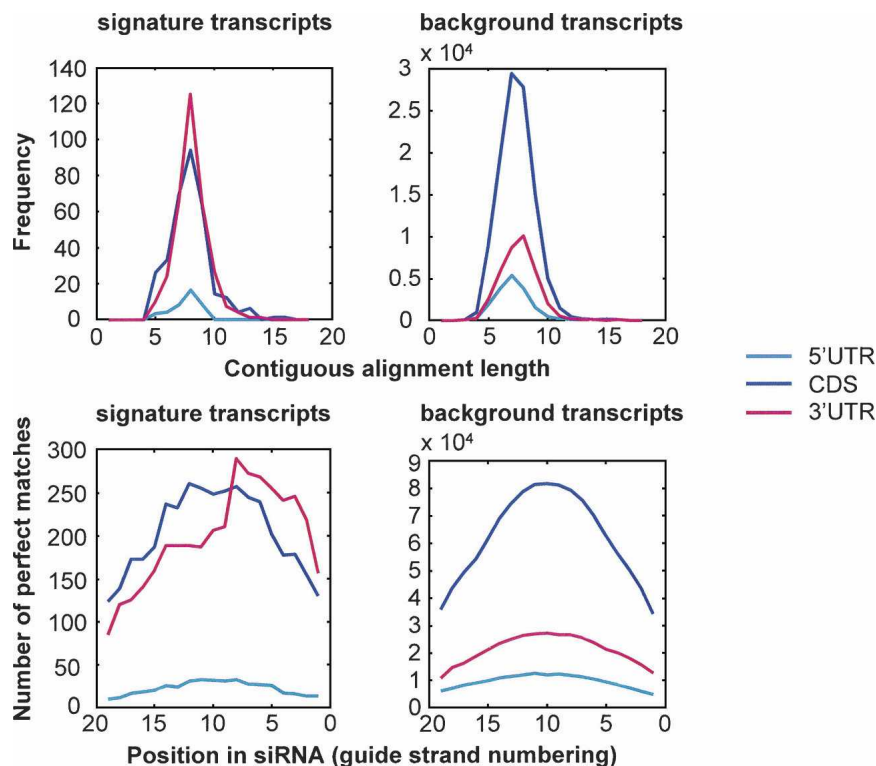 signature transcripts
background transcripts
x 10⁴
140
120
100
80
60
40
20
0
0 5 10 15 20
3
2.5
2
1.5
1
0.5
0
0 5 10 15 20
Frequency
Contiguous alignment length
5'UTR
CDS
3'UTR
signature transcripts
background transcripts
x 10⁴
300
250
200
150
100
50
0
20 15 10 5 0
9
8
7
6
5
4
3
2
1
0
20 15 10 5 0
Number of perfect matches
Position in siRNA (guide strand numbering)